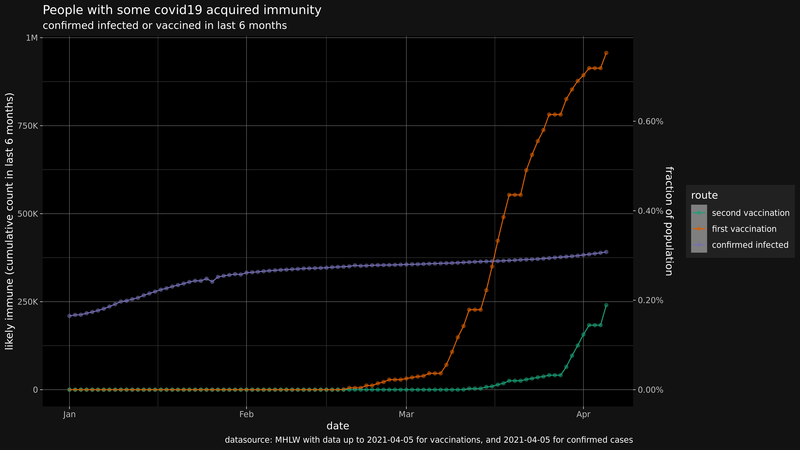 People with some covid19 acquired immunity
confirmed infected or vaccined in last 6 months
likely immune (cumulative count in last 6 months)
1M
750K
500K
250K
0
Jan
Feb
Mar
Apr
date
0.60%
0.40%
0.20%
0.00%
fraction of population
route
second vaccination
first vaccination
confirmed infected
datasource: MHLW with data up to 2021-04-05 for vaccinations, and 2021-04-05 for confirmed cases